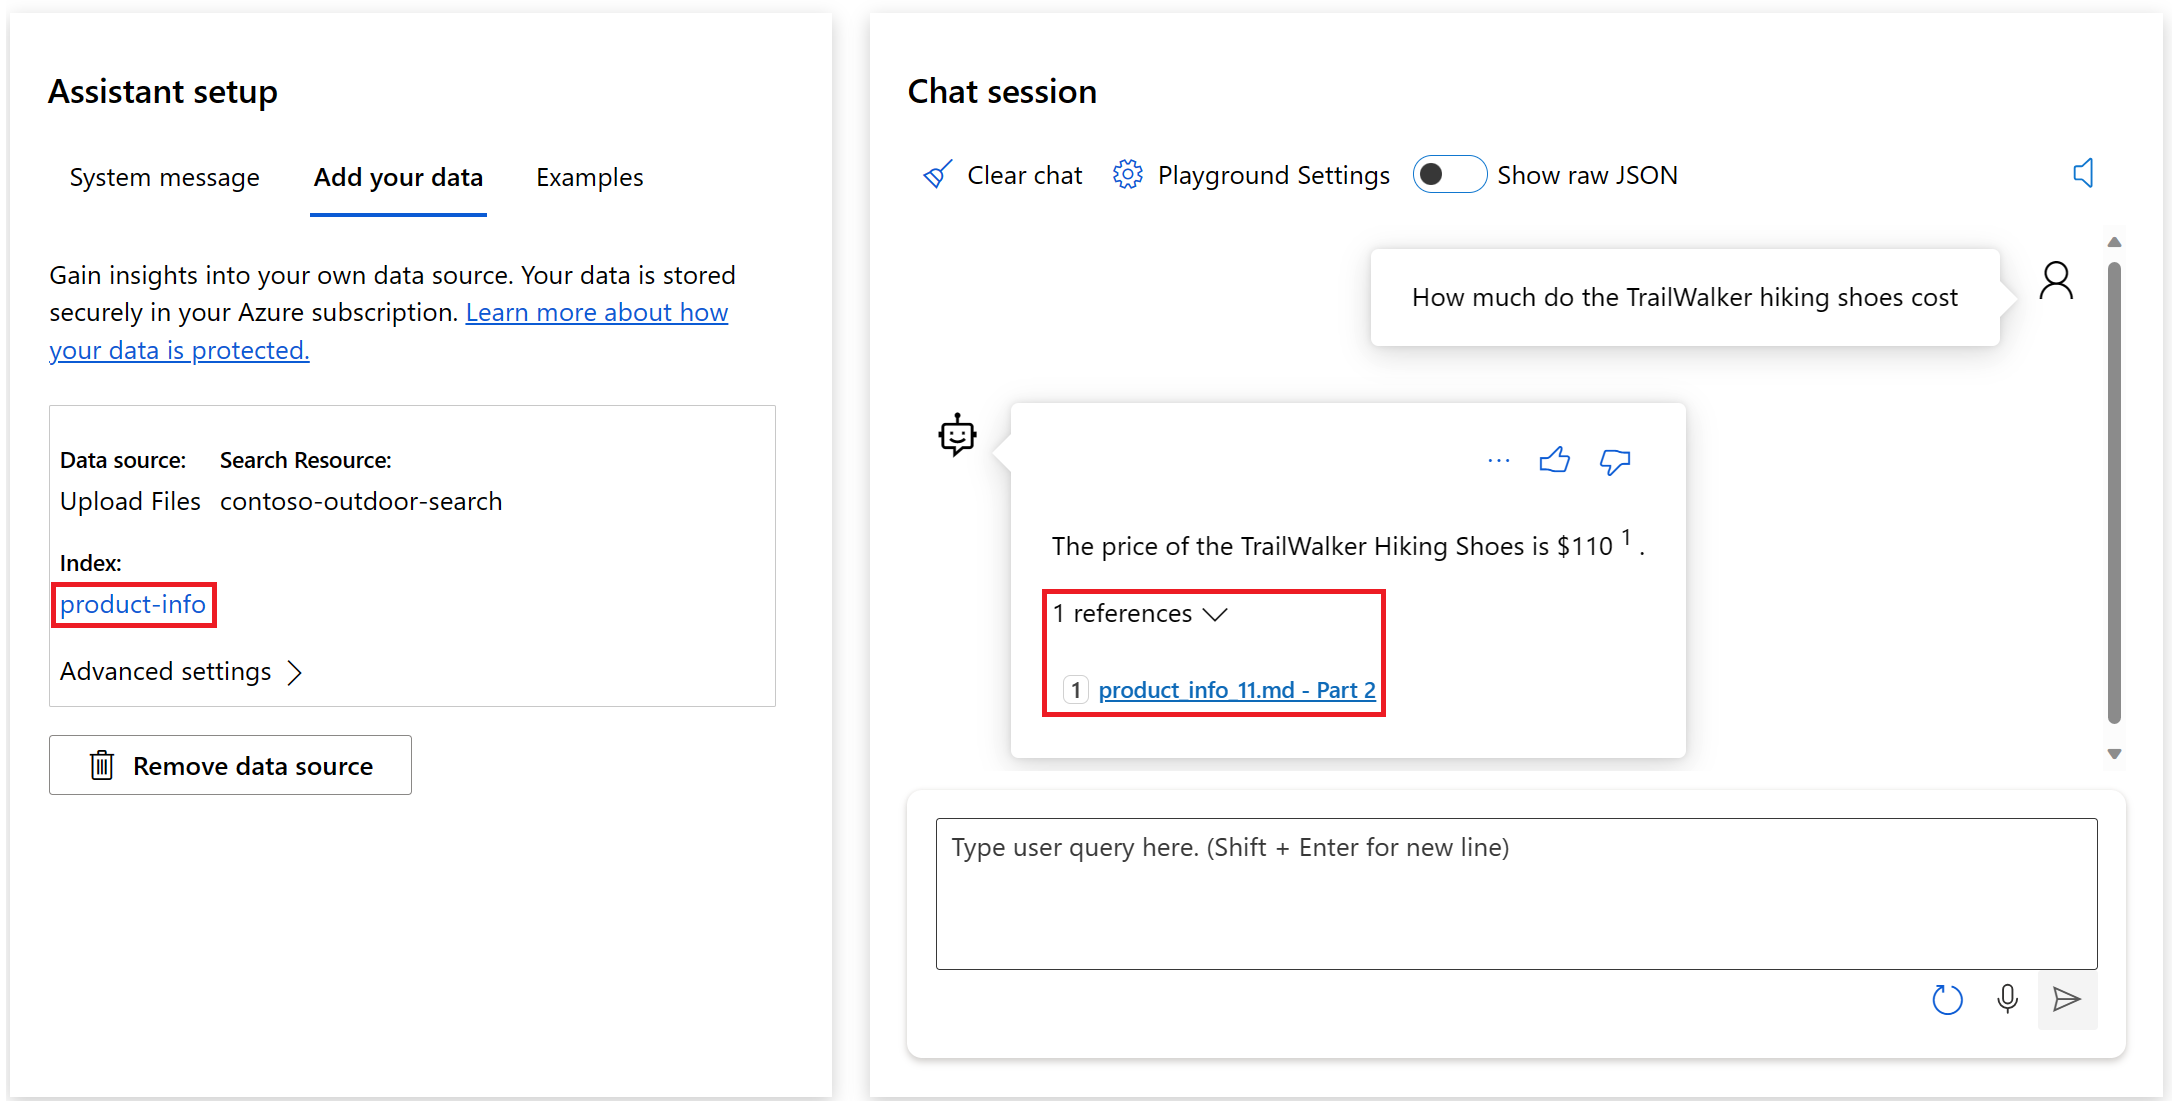 Assistant setup
System message
Add your data
Examples
Gain insights into your own data source. Your data is stored
securely in your Azure subscription. Learn more about how
your data is protected.
Data source:
Search Resource:
Upload Files
contoso-outdoor-search
Index:
product-info
Advanced settings
Remove data source
Chat session
Clear chat
Playground Settings
Show raw JSON
How much do the TrailWalker hiking shoes cost
The price of the TrailWalker Hiking Shoes is $110 1 .
1 references
1 product_info_11.md - Part 2
Type user query here. (Shift + Enter for new line)